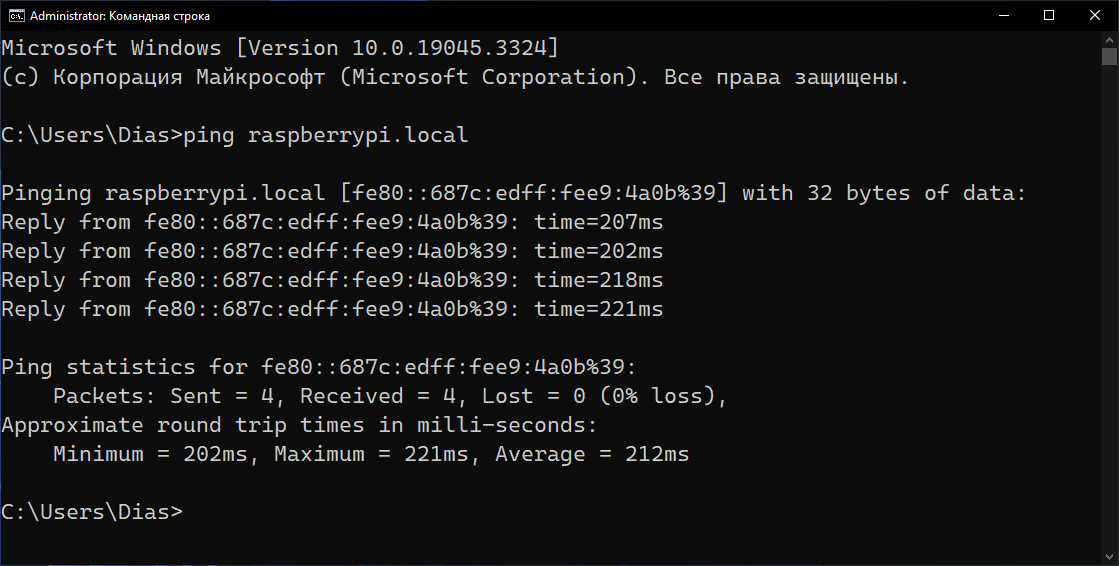 Administrator: Командная строка
Microsoft Windows [Version 10.0.19045.3324]
(c) Корпорация Майкрософт (Microsoft Corporation). Все права защищены.
C:\Users\Dias>ping raspberrypi.local
Pinging raspberrypi.local [fe80::687c:edff:fee9:4a0b%39] with 32 bytes of data:
Reply from fe80::687c:edff:fee9:4a0b%39: time=207ms
Reply from fe80::687c:edff:fee9:4a0b%39: time=202ms
Reply from fe80::687c:edff:fee9:4a0b%39: time=218ms
Reply from fe80::687c:edff:fee9:4a0b%39: time=221ms
Ping statistics for fe80::687c:edff:fee9:4a0b%39:
    Packets: Sent = 4, Received = 4, Lost = 0 (0% loss),
Approximate round trip times in milli-seconds:
    Minimum = 202ms, Maximum = 221ms, Average = 212ms
C:\Users\Dias>